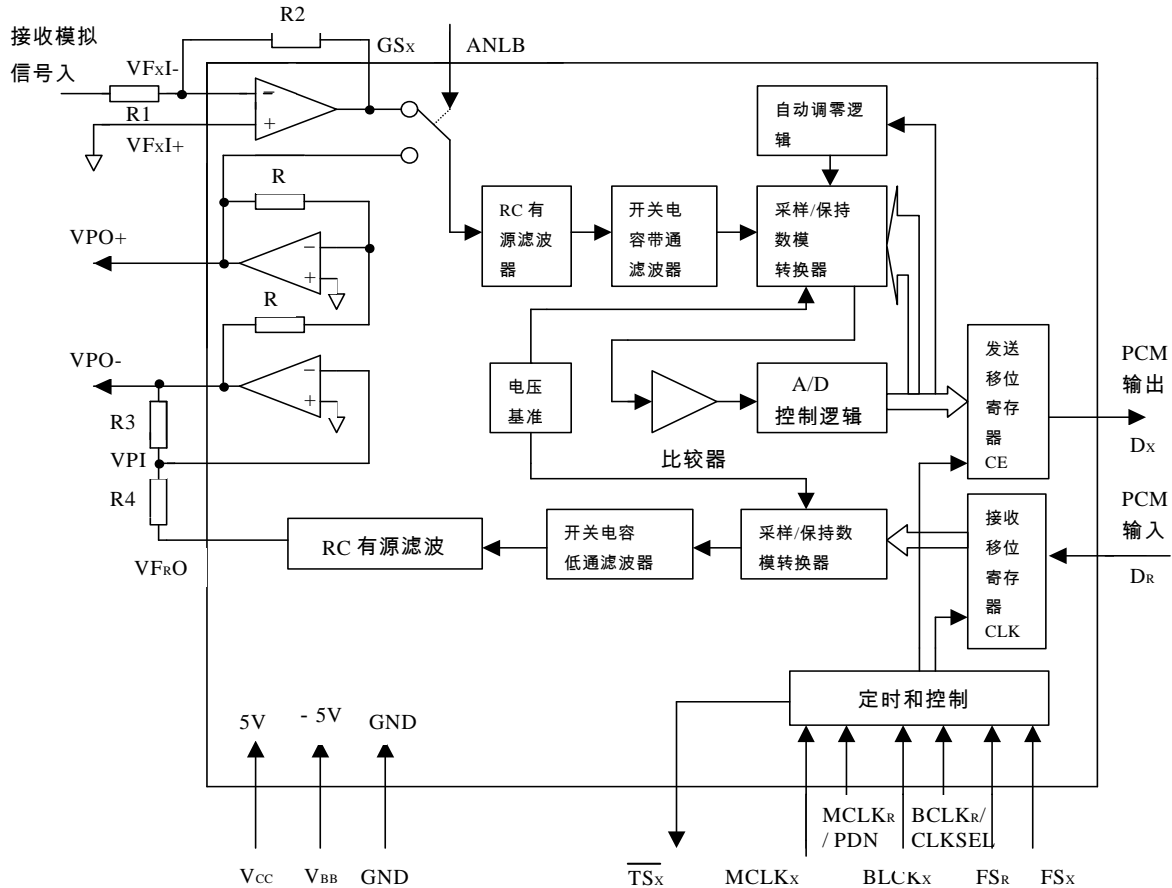 R2
接收模拟
信号入
GSX
ANLB
VFXI-
R1
VFXI+
自动调零逻
辑
R
RC 有
源滤波
器
开关电
容带通
滤波器
采样/保持
数模
转换器
VPO+
R
VPO-
电压
基准
A/D
控制逻辑
比较器
发送
移位
寄存
器
CE
PCM
输出
DX
R3
VPI
R4
RC 有源滤波
开关电容
低通滤波器
采样/保持数
模转换器
接收
移位
寄存
器
CLK
PCM
输入
DR
VFRO
定时和控制
5V
- 5V
GND
MCLKR
/ PDN
BCLKR/
CLKSEL
VCC
VBB
GND
TSX
MCLKX
BLCKX
FSR
FSX